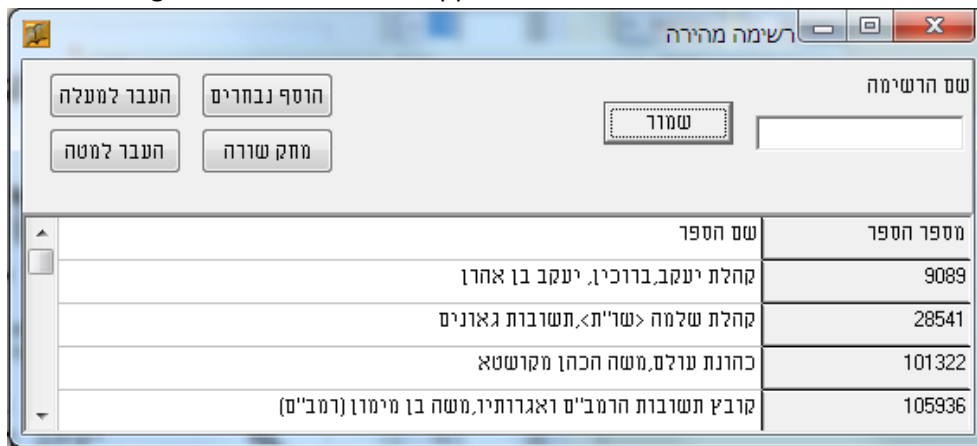 רשימה מהירה
שם הרשימה
שמור
הוסף נבחרים
העבר למעלה
מחק שורה
העבר למטה
מספר הספר שם הספר
9089 קהלת יעקב,ברוכין, יעקב בן אהרן
28541 קהלת שלמה <שו"ת>,תשובות גאונים
101322 כהונת עולם,משה הכהן מקושטא
105936 קובץ תשובות הרמב"ם ואגרותיו,משה בן מימון (רמב"ם)